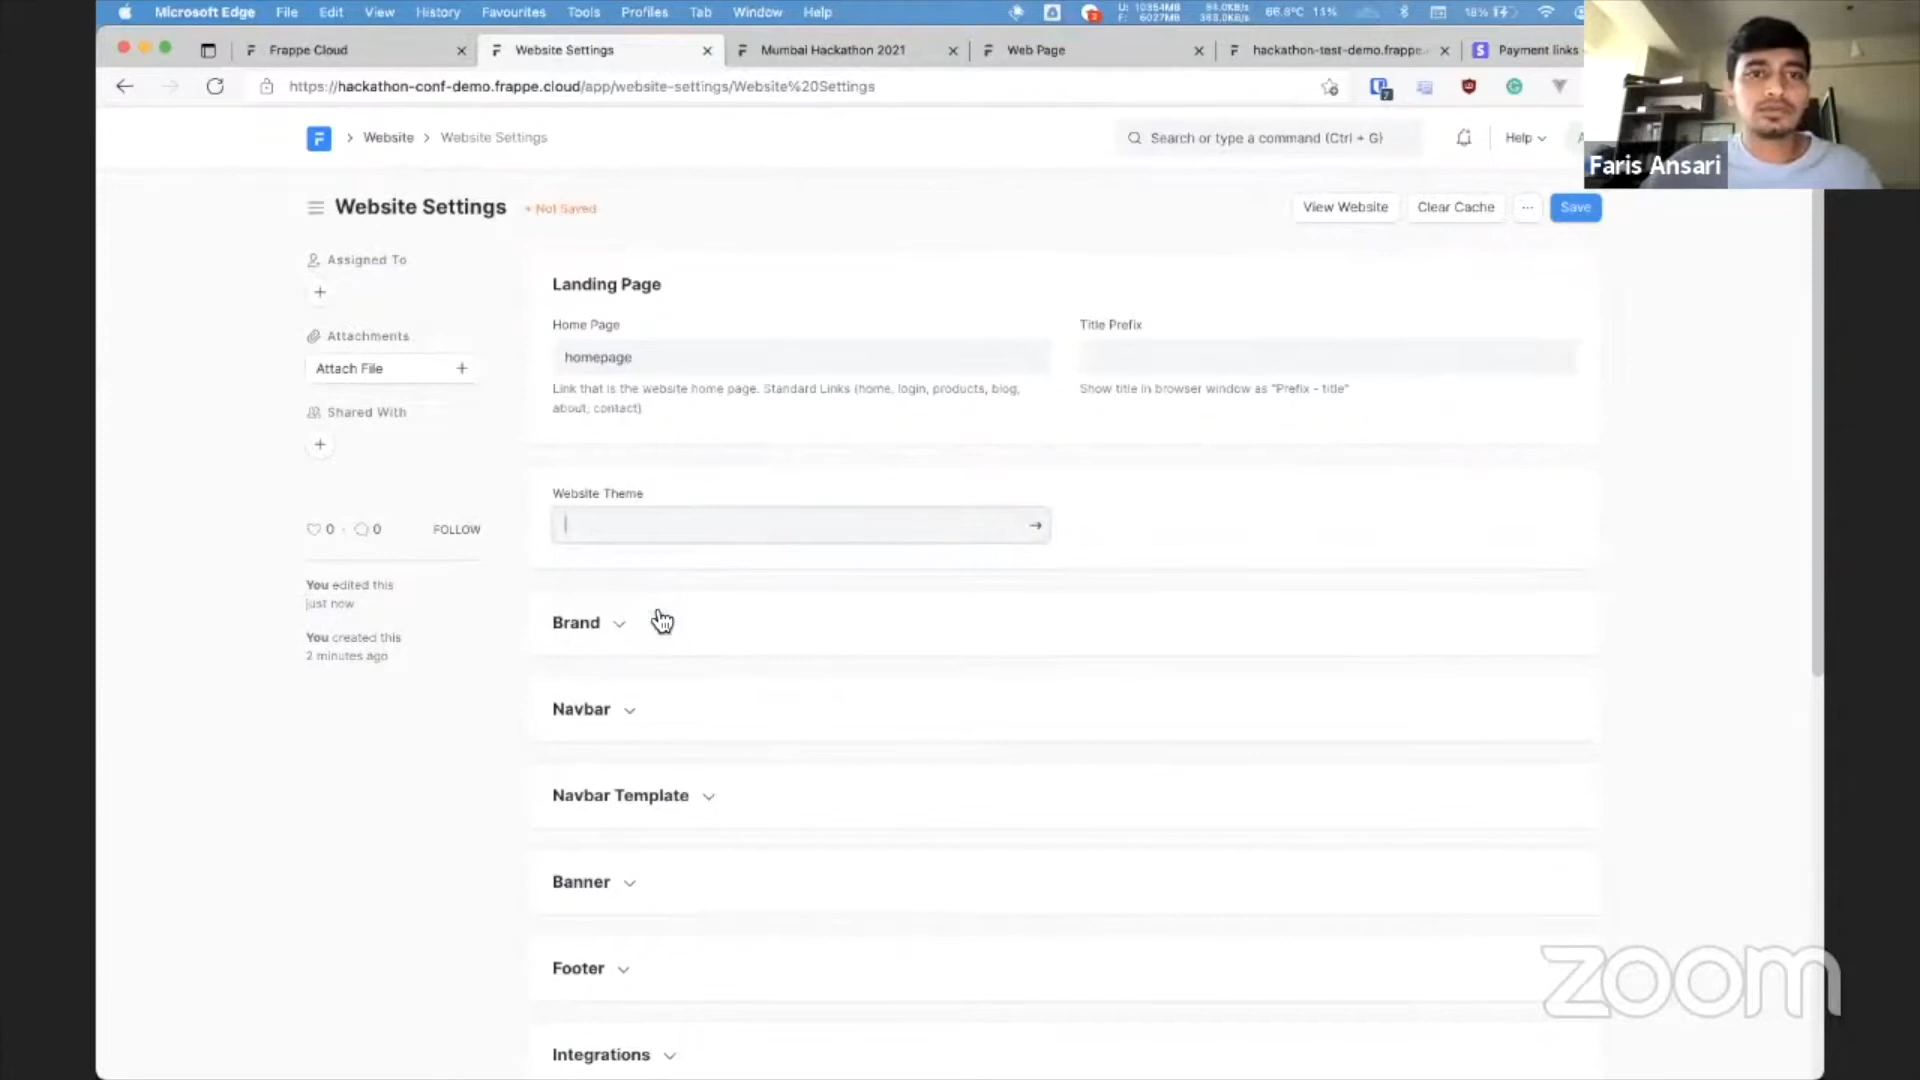 Microsoft Edge File Edit View History Favourites Tools Profiles Tab Window Help
U: 10354MB
F: 6027MB
66.6°C 13%
18%
Frappe Cloud
Website Settings
Mumbai Hackathon 2021
Web Page
hackathon-test-demo.frappe.
Payment links
https://hackathon-conf-demo.frappe.cloud/app/website-settings/Website%20Settings
Website > Website Settings
Search or type a command (Ctrl + G)
Help
Faris Ansari
Website Settings
• Not Saved
View Website
Clear Cache
...
Save
Assigned To
+
Attachments
Attach File +
Shared With
+
0 · 0 FOLLOW
You edited this
just now
You created this
2 minutes ago
Landing Page
Home Page
homepage
Link that is the website home page. Standard Links (home, login, products, blog,
about, contact)
Title Prefix
Show title in browser window as "Prefix - title"
Website Theme
Brand
Navbar
Navbar Template
Banner
Footer
Integrations
zoom